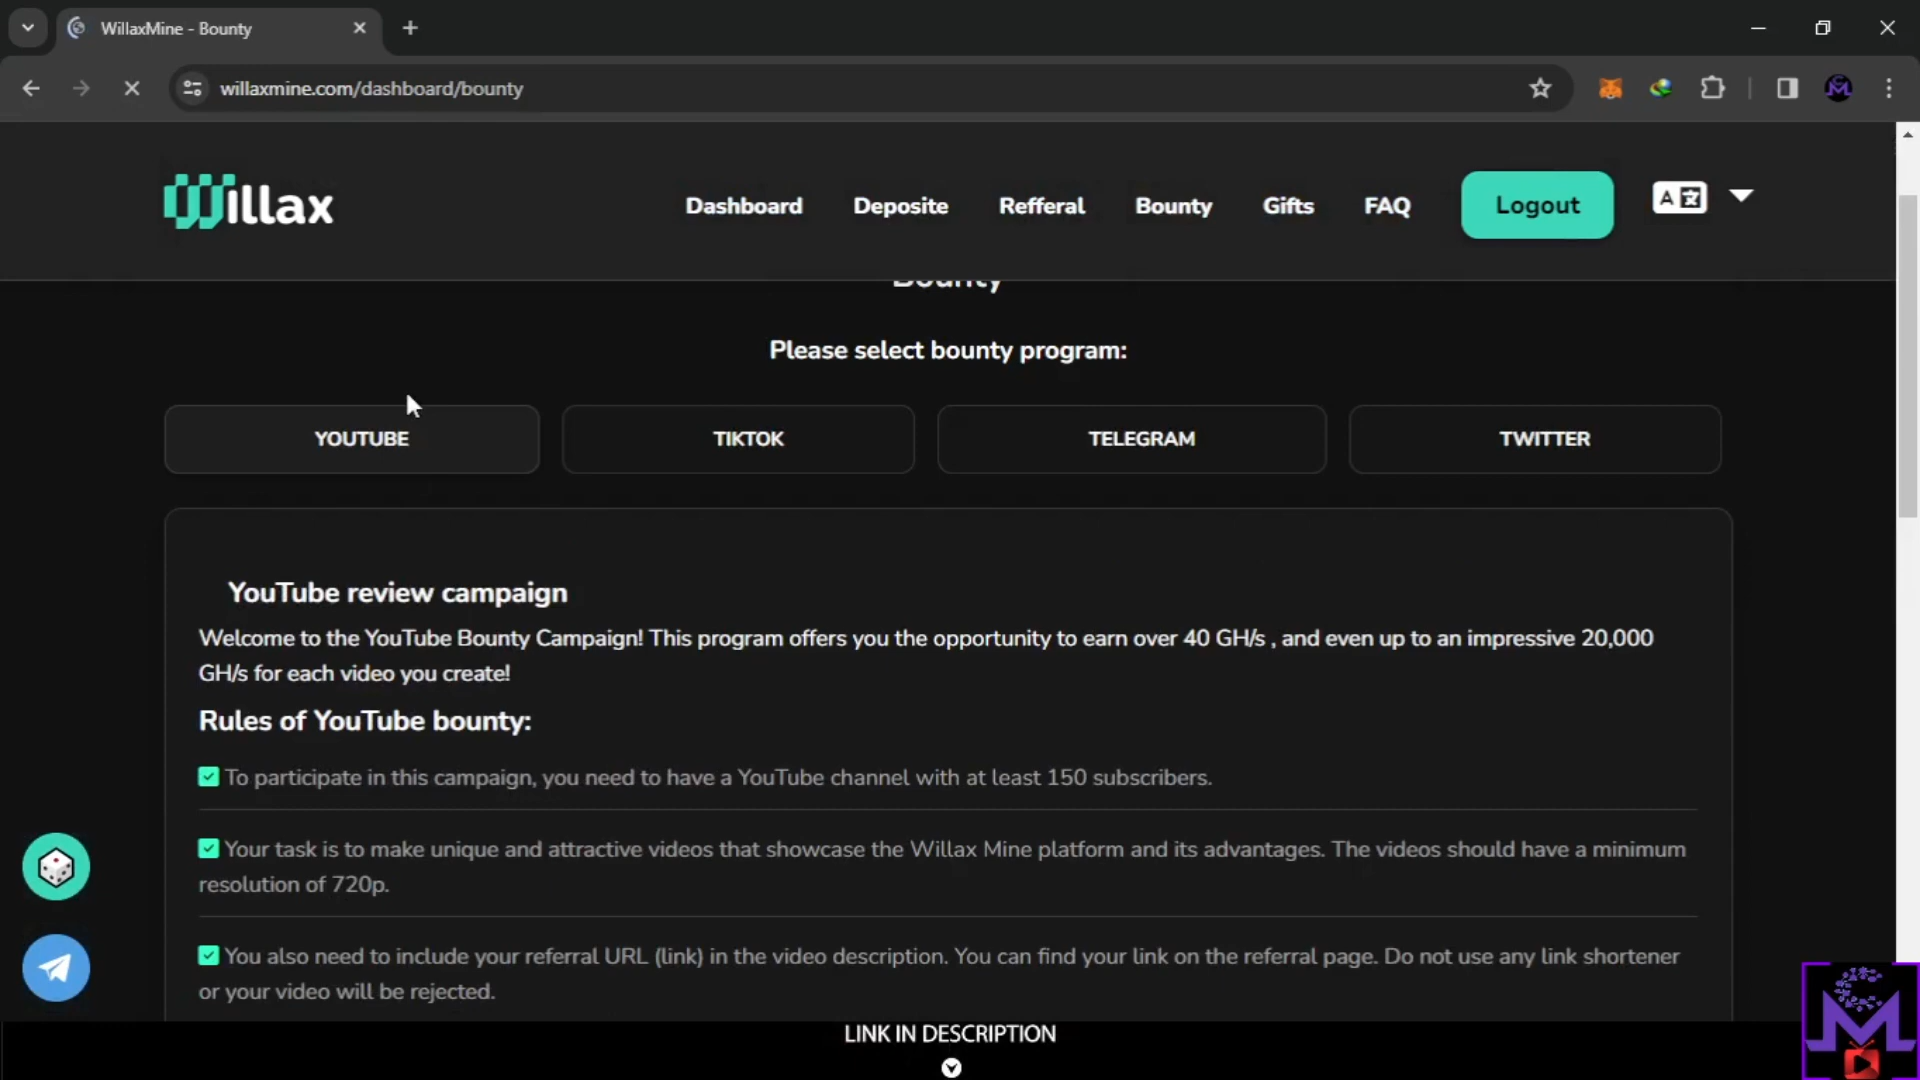 WillaxMine - Bounty
willaxmine.com/dashboard/bounty
Willax
Dashboard
Deposite
Refferal
Bounty
Gifts
FAQ
Logout
A文
Bounty
Please select bounty program:
YOUTUBE
TIKTOK
TELEGRAM
TWITTER
YouTube review campaign
Welcome to the YouTube Bounty Campaign! This program offers you the opportunity to earn over 40 GH/s , and even up to an impressive 20,000
GH/s for each video you create!
Rules of YouTube bounty:
To participate in this campaign, you need to have a YouTube channel with at least 150 subscribers.
Your task is to make unique and attractive videos that showcase the Willax Mine platform and its advantages. The videos should have a minimum
resolution of 720p.
You also need to include your referral URL (link) in the video description. You can find your link on the referral page. Do not use any link shortener
or your video will be rejected.
LINK IN DESCRIPTION
M